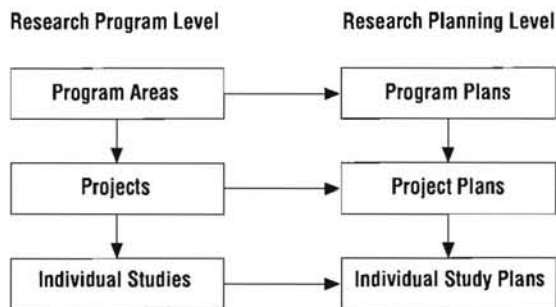 Research Program Level
Research Planning Level
Program Areas
Program Plans
Projects
Project Plans
Individual Studies
Individual Study Plans